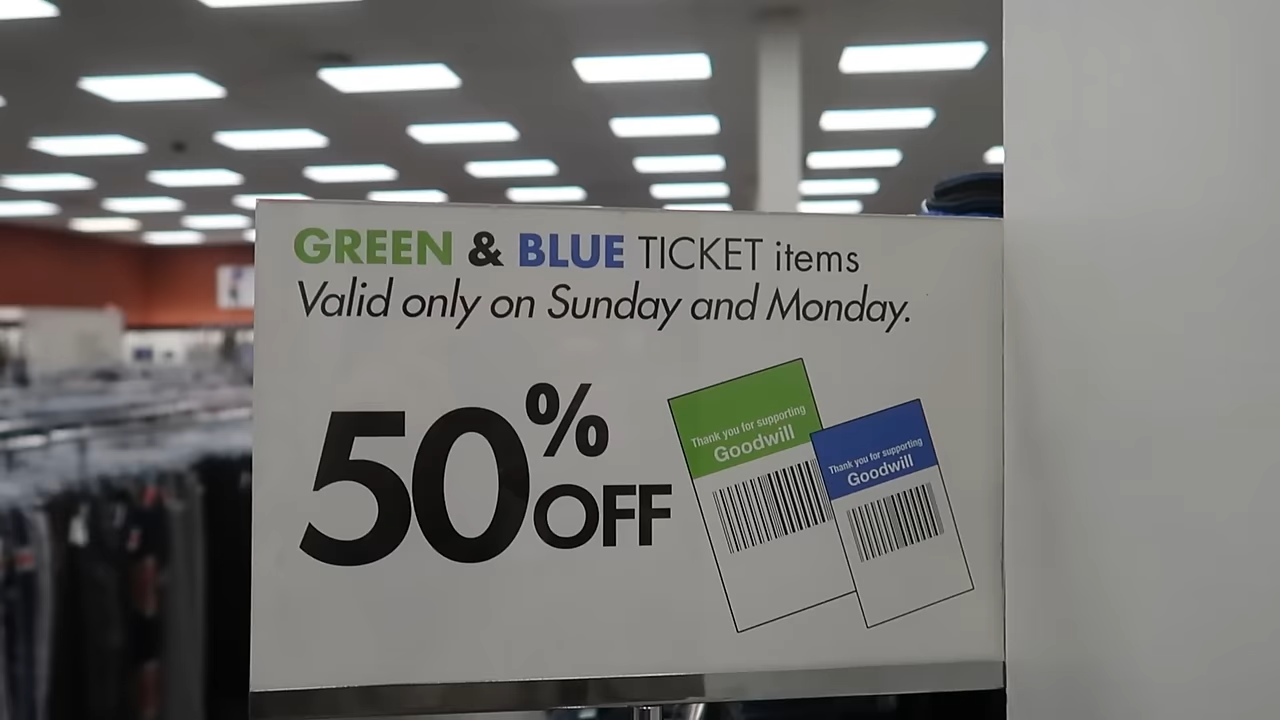 GREEN & BLUE TICKET items
Valid only on Sunday and Monday.
50% OFF
Thank you for supporting
Goodwill
Thank you for supporting
Goodwill